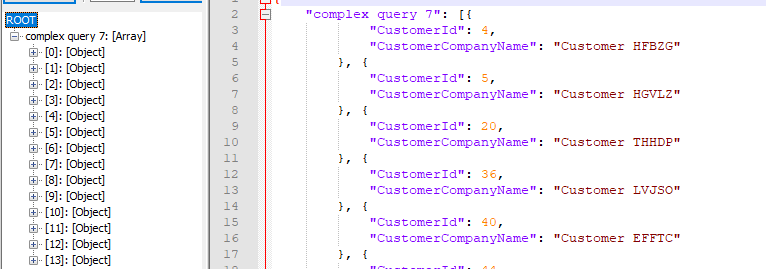 ROOT
complex query 7: [Array]
[0]: [Object]
[1]: [Object]
[2]: [Object]
[3]: [Object]
[4]: [Object]
[5]: [Object]
[6]: [Object]
[7]: [Object]
[8]: [Object]
[9]: [Object]
[10]: [Object]
[11]: [Object]
[12]: [Object]
[13]: [Object]
2 "complex query 7": [{
3 "CustomerId": 4,
4 "CustomerCompanyName": "Customer HFBZG"
5 }, {
6 "CustomerId": 5,
7 "CustomerCompanyName": "Customer HGVLZ"
8 }, {
9 "CustomerId": 20,
10 "CustomerCompanyName": "Customer THHDP"
11 }, {
12 "CustomerId": 36,
13 "CustomerCompanyName": "Customer LVJSO"
14 }, {
15 "CustomerId": 40,
16 "CustomerCompanyName": "Customer EFFTC"
17 }, {
"CustomerId": 44